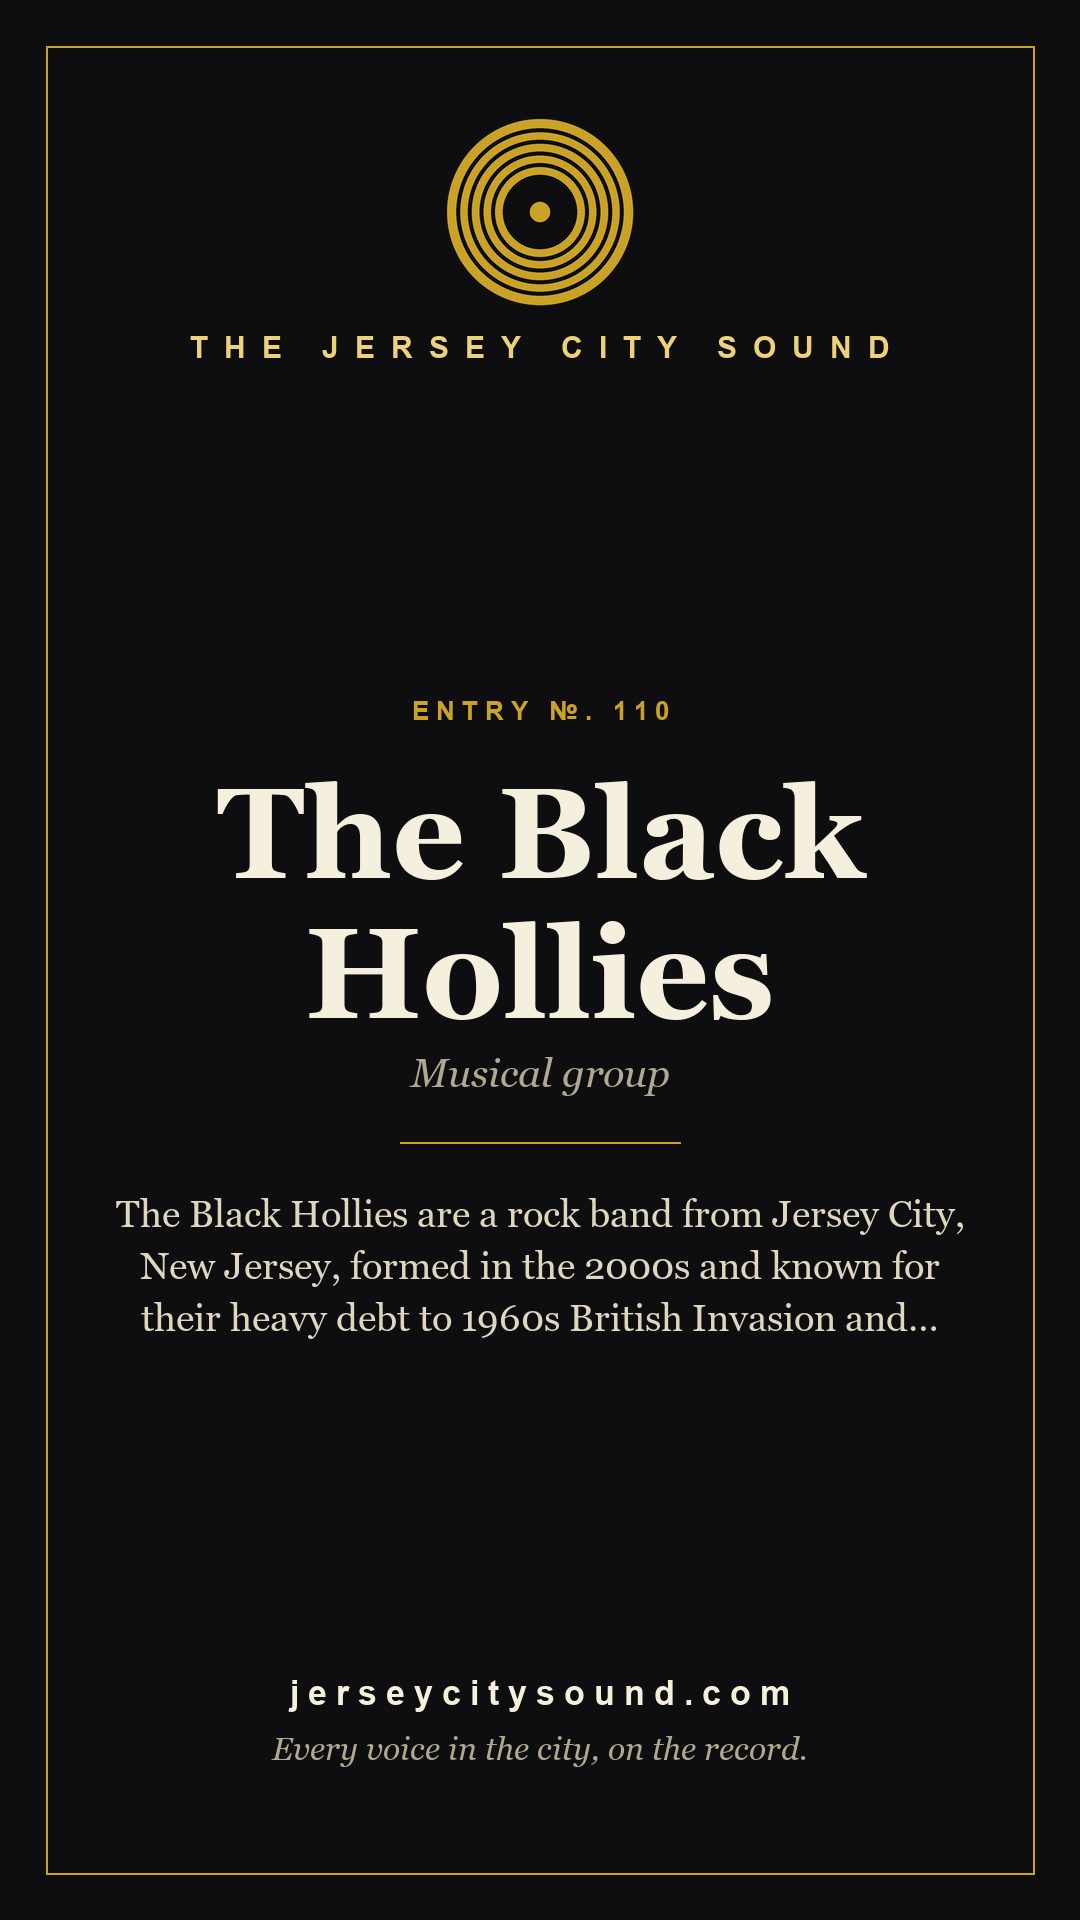 THE JERSEY CITY SOUND
ENTRY №. 110
The Black
Hollies
Musical group
The Black Hollies are a rock band from Jersey City,
New Jersey, formed in the 2000s and known for
their heavy debt to 1960s British Invasion and...
jerseycitysound.com
Every voice in the city, on the record.